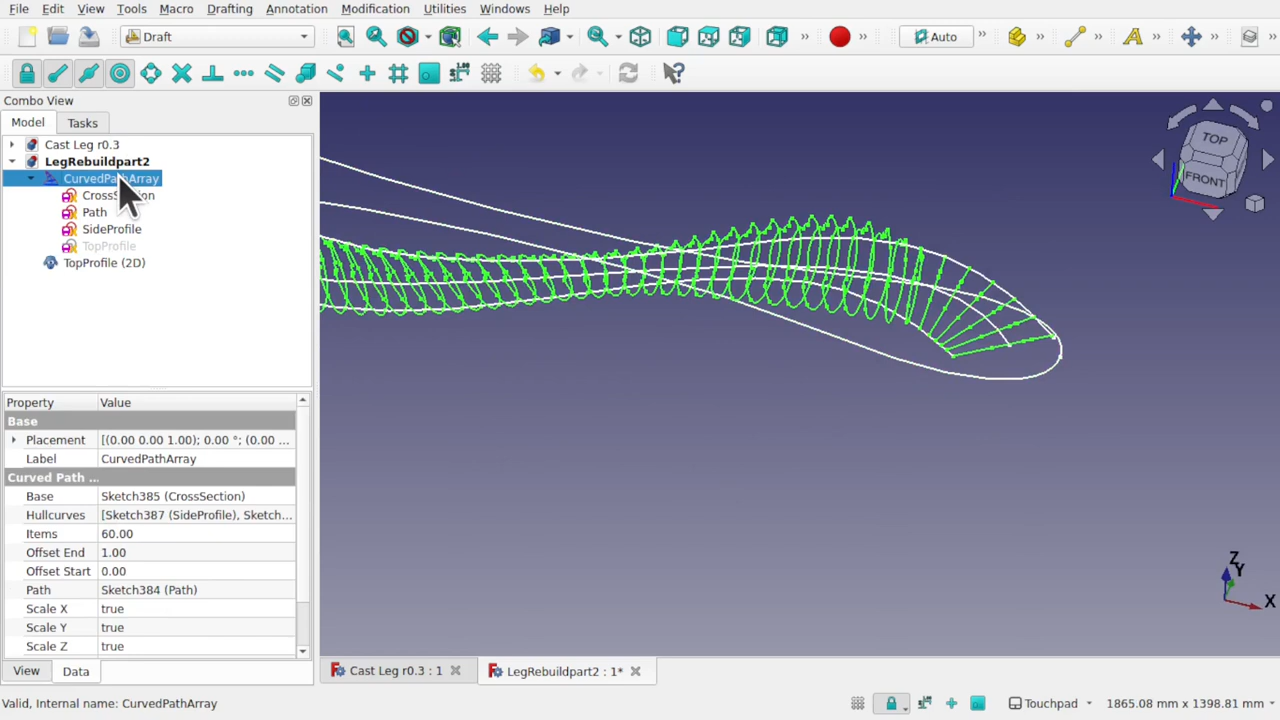 File Edit View Tools Macro Drafting Annotation Modification Utilities Windows Help
Draft
Auto
Combo View
Model Tasks
Cast Leg r0.3
LegRebuildpart2
CurvedPathArray
CrossSection
Path
SideProfile
TopProfile
TopProfile (2D)
Property Value
Base
Placement [(0.00 0.00 1.00); 0.00 °; (0.00 ...
Label CurvedPathArray
Curved Path ...
Base Sketch385 (CrossSection)
Hullcurves [Sketch387 (SideProfile), Sketch...
Items 60.00
Offset End 1.00
Offset Start 0.00
Path Sketch384 (Path)
Scale X true
Scale Y true
Scale Z true
View Data
TOP
FRONT
Z
Y
X
Cast Leg r0.3 : 1 LegRebuildpart2 : 1*
Valid, Internal name: CurvedPathArray Touchpad 1865.08 mm x 1398.81 mm